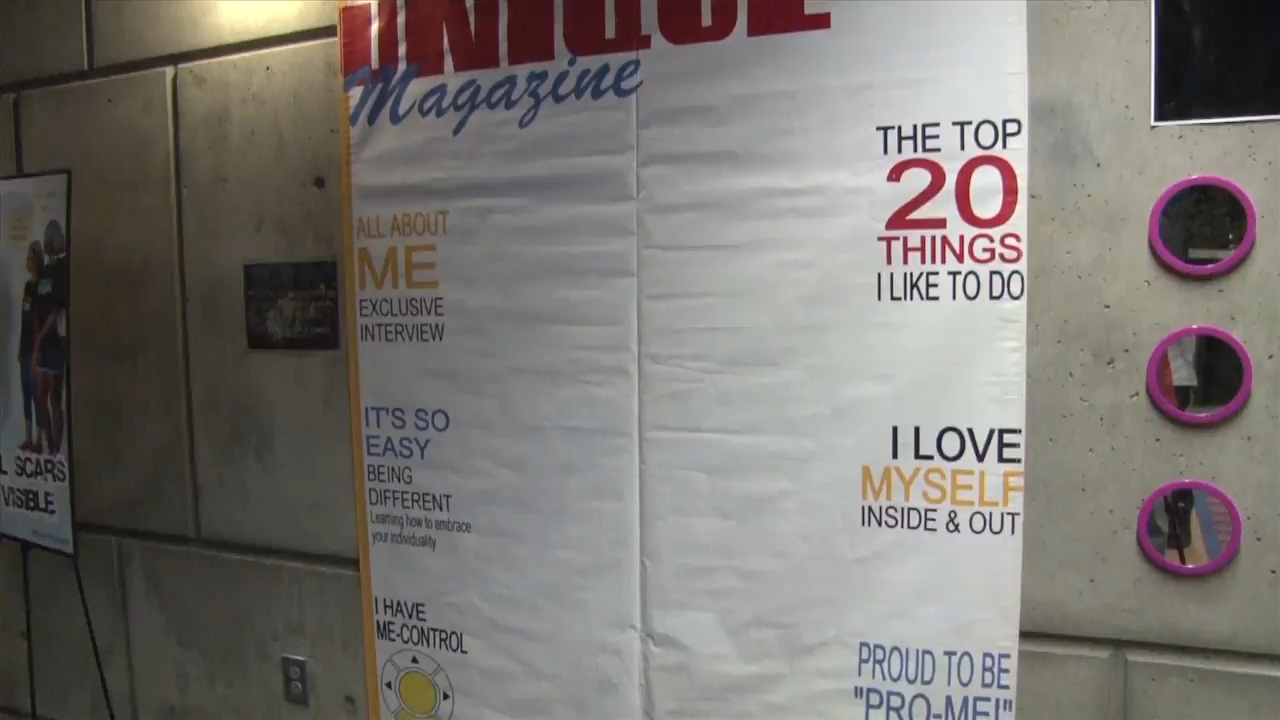 UNIQUE
Magazine
THE TOP
20
THINGS
I LIKE TO DO
ALL ABOUT
ME
EXCLUSIVE
INTERVIEW
IT'S SO
EASY
BEING
DIFFERENT
Learning how to embrace
your individuality
I LOVE
MYSELF
INSIDE & OUT
I HAVE
ME-CONTROL
PROUD TO BE
"PRO-ME!"
L SCARS
VISIBLE